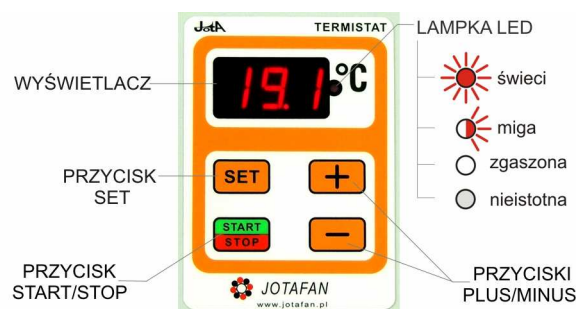 JotA
TERMISTAT
LAMPKA LED
WYŚWIETLACZ
19.1
°C
świeci
miga
zgaszona
nieistotna
PRZYCISK
SET
SET
+
START
STOP
−
PRZYCISK
START/STOP
PRZYCISKI
PLUS/MINUS
JOTAFAN
www.jotafan.pl